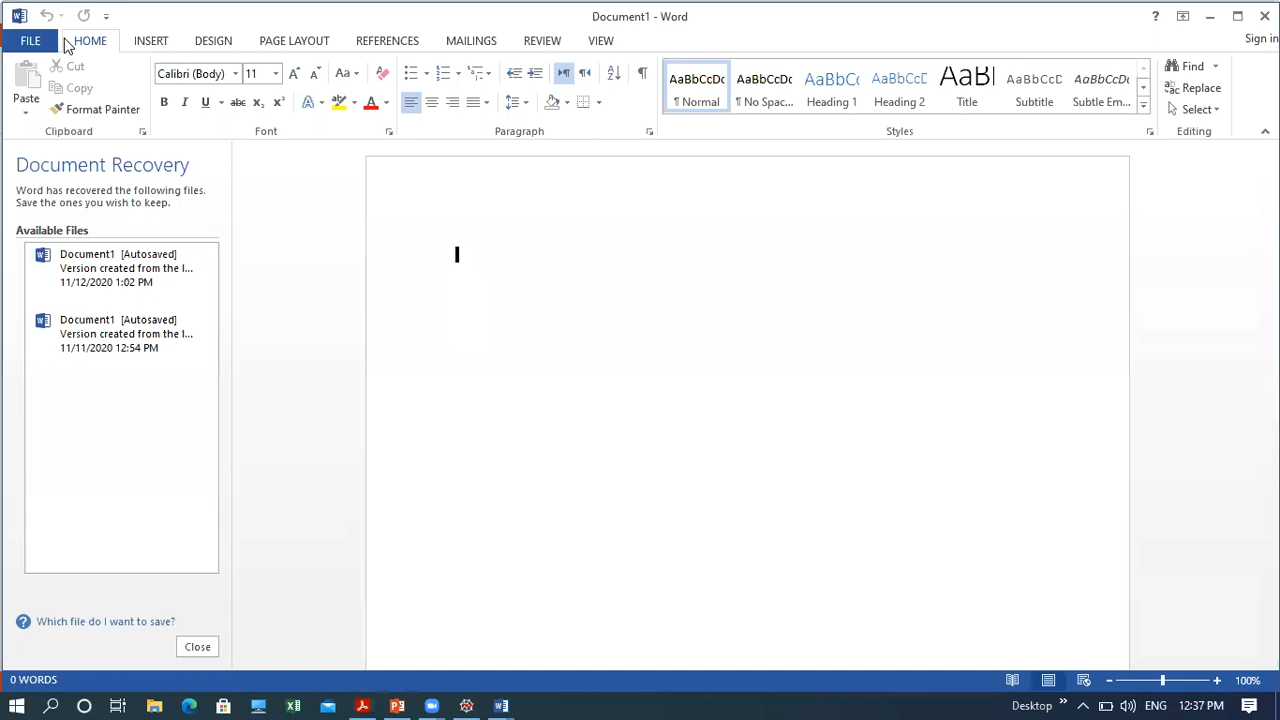 Document1 - Word
Sign in
FILE HOME INSERT DESIGN PAGE LAYOUT REFERENCES MAILINGS REVIEW VIEW
Paste
Cut
Copy
Format Painter
Clipboard
Calibri (Body) 11
Font
Paragraph
AaBbCcDc AaBbCcDc AaBbCc AaBbCcC AaBl AaBbCcD AaBbCcDc
¶ Normal ¶ No Spac... Heading 1 Heading 2 Title Subtitle Subtle Em...
Styles
Find
Replace
Select
Editing
Document Recovery
Word has recovered the following files.
Save the ones you wish to keep.
Available Files
Document1 [Autosaved]
Version created from the l...
11/12/2020 1:02 PM
Document1 [Autosaved]
Version created from the l...
11/11/2020 12:54 PM
Which file do I want to save?
Close
0 WORDS
100%
Desktop
ENG
12:37 PM